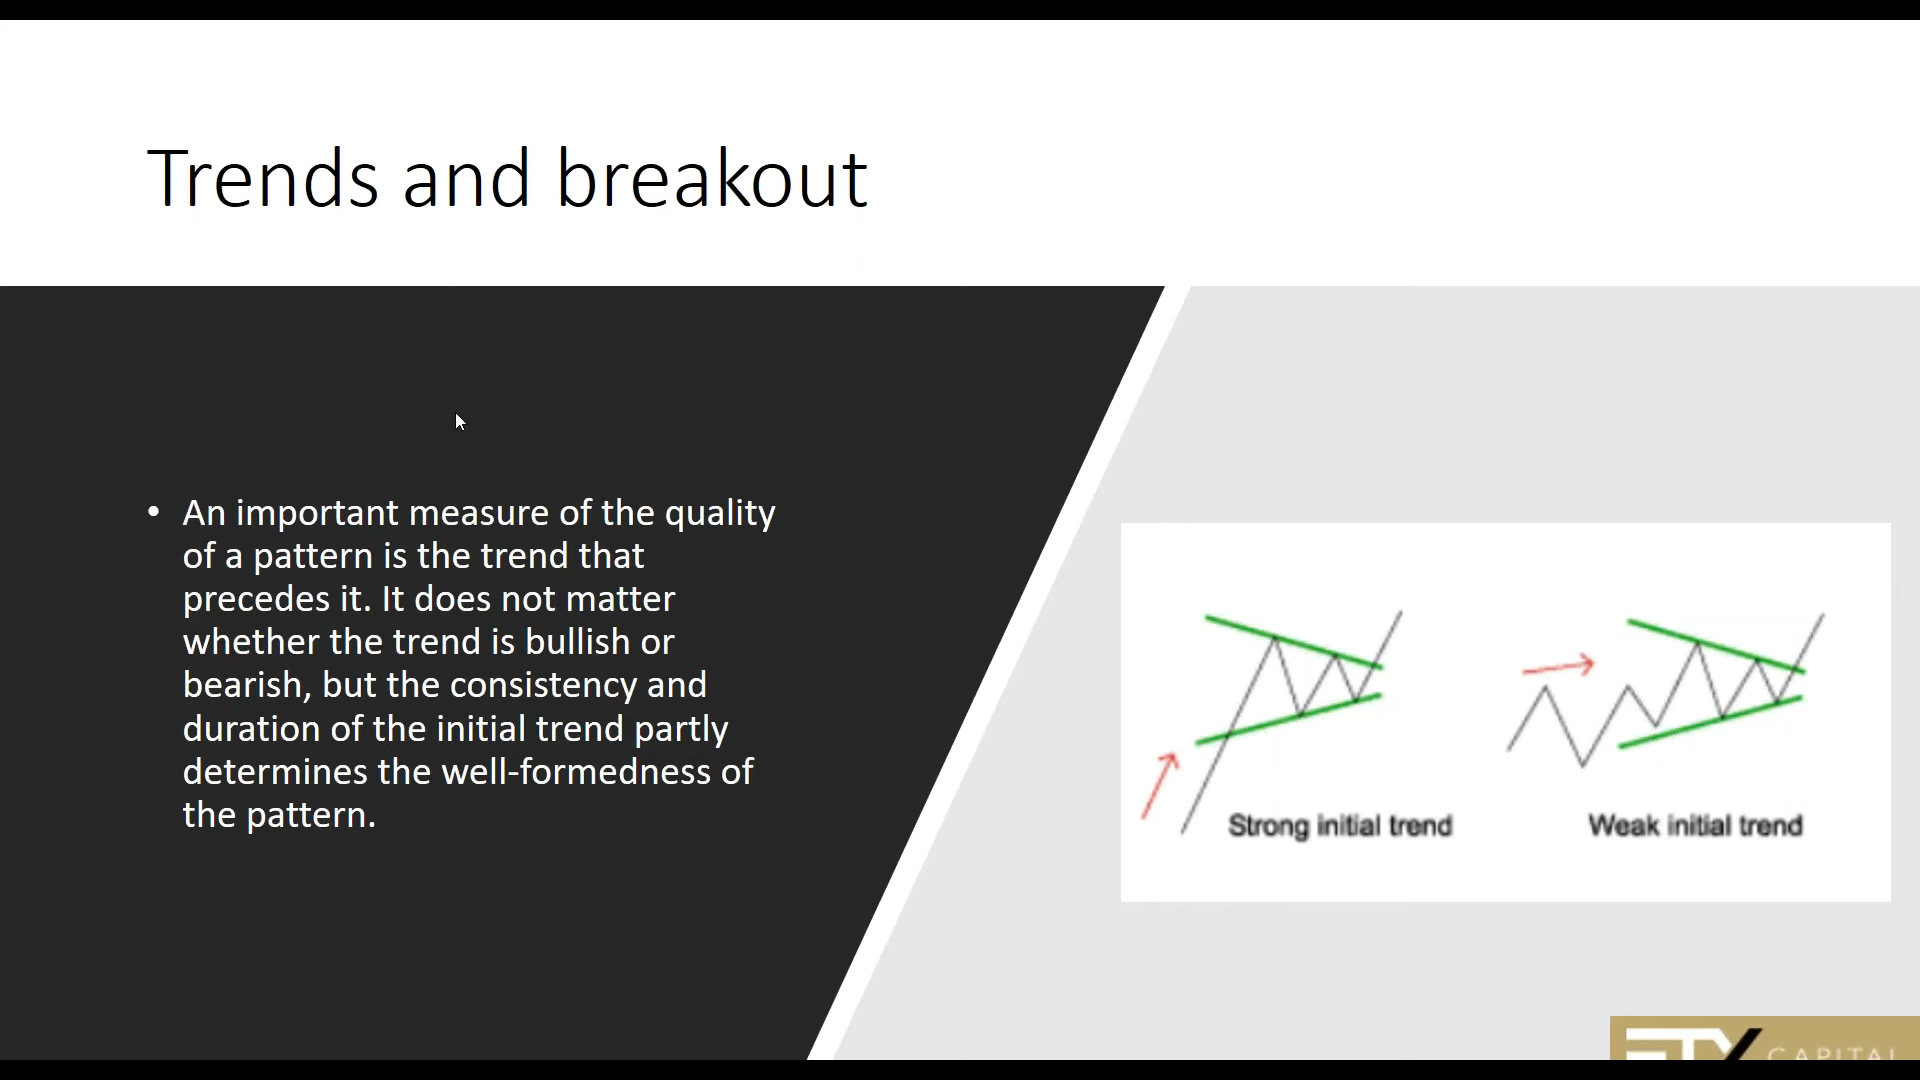 Trends and breakout
• An important measure of the quality
of a pattern is the trend that
precedes it. It does not matter
whether the trend is bullish or
bearish, but the consistency and
duration of the initial trend partly
determines the well-formedness of
the pattern.
Strong initial trend
Weak initial trend
ETX CAPITAL